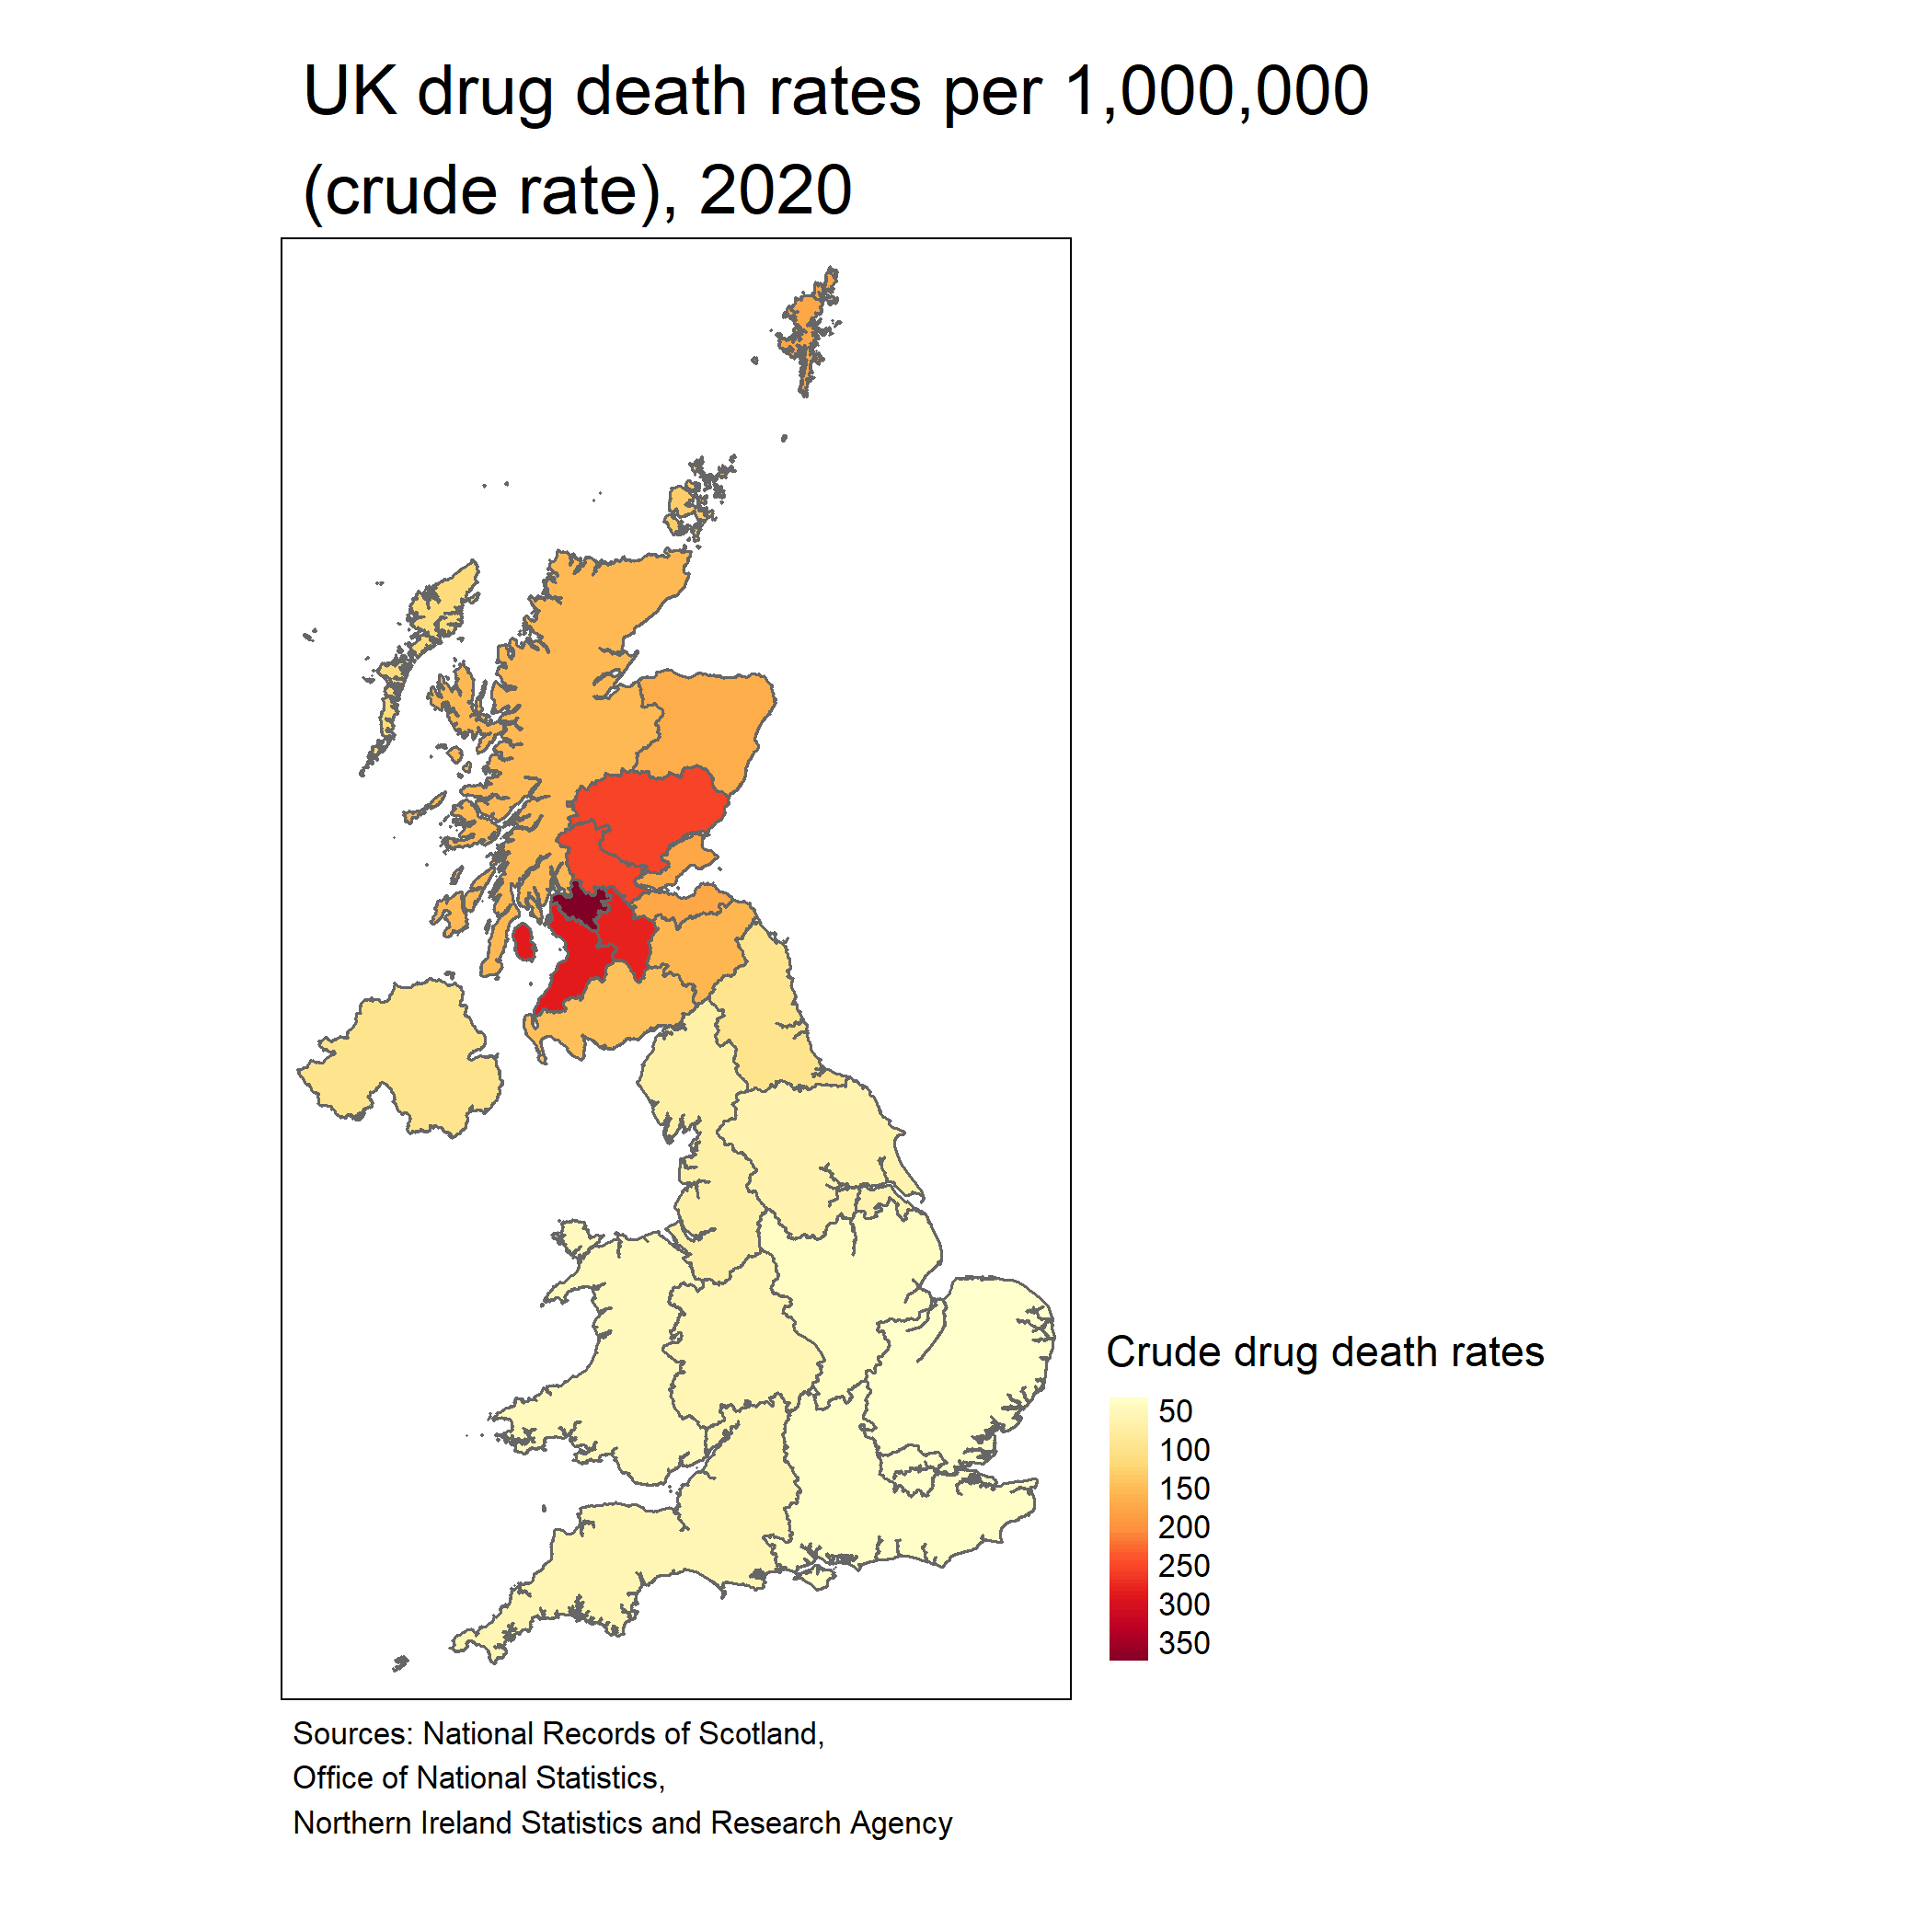 UK drug death rates per 1,000,000
(crude rate), 2020
Crude drug death rates
50
100
150
200
250
300
350
Sources: National Records of Scotland,
Office of National Statistics,
Northern Ireland Statistics and Research Agency